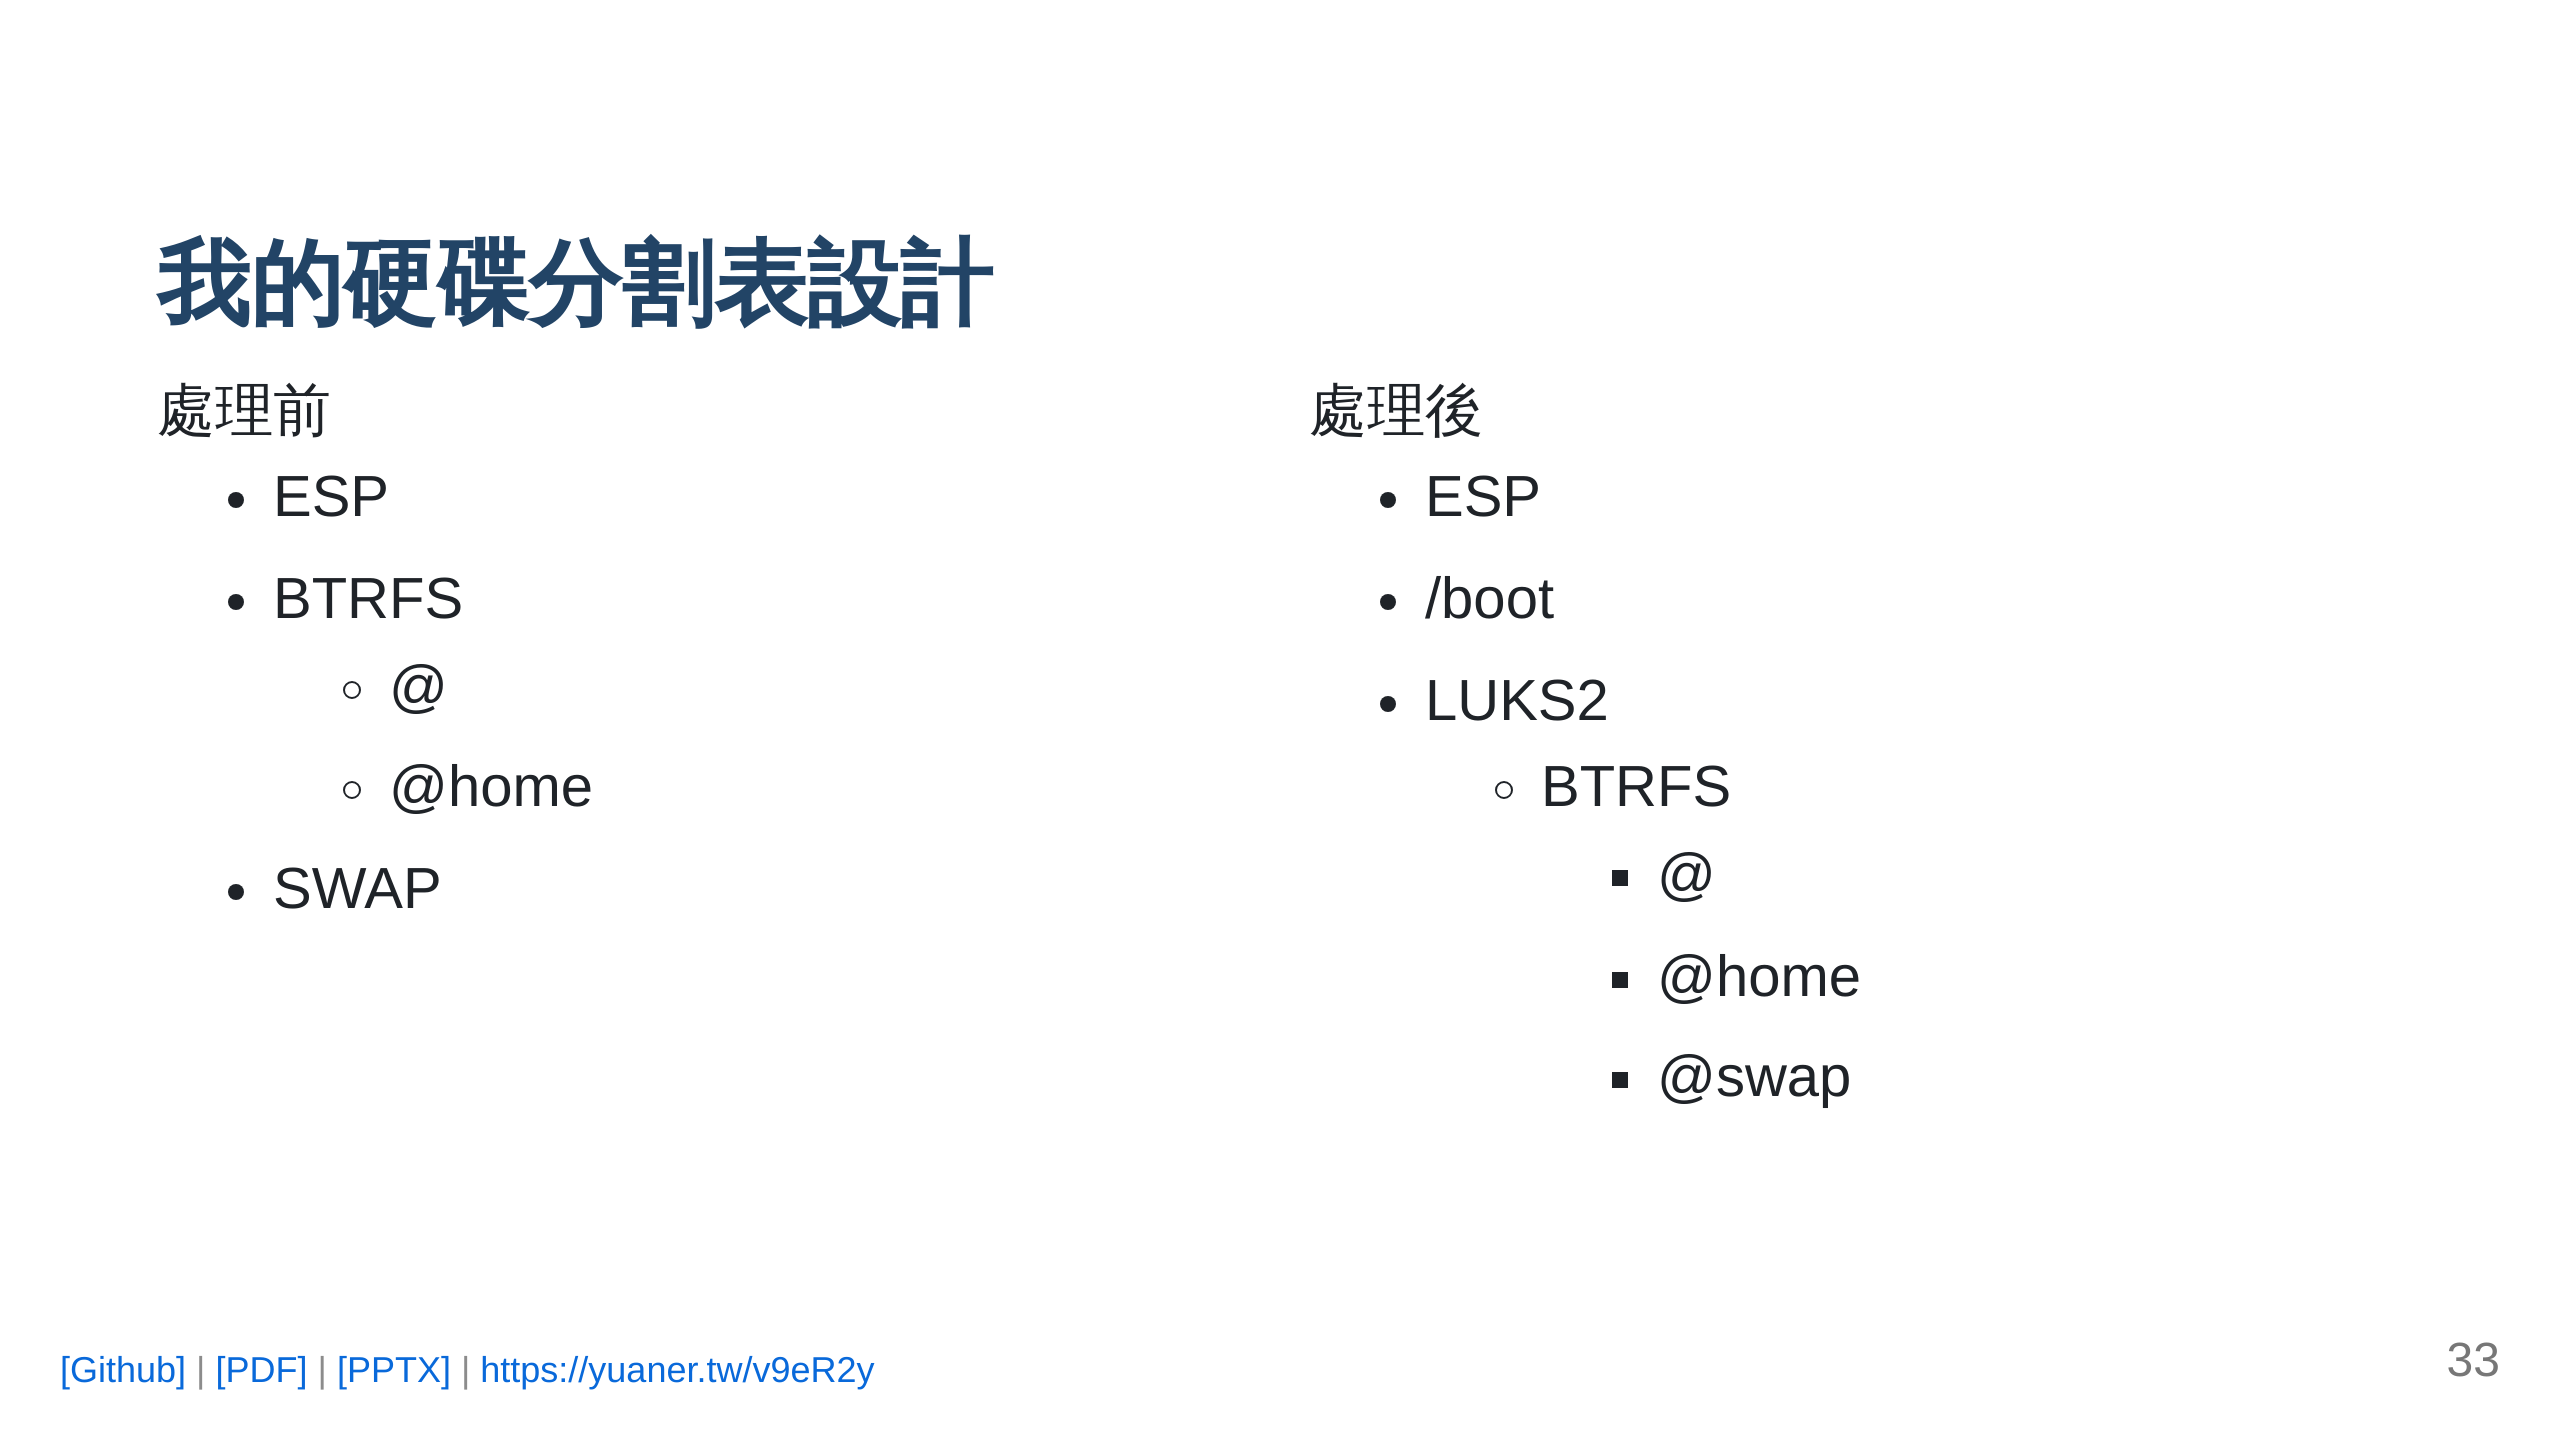 我的硬碟分割表設計
處理前
ESP
BTRFS
@
@home
SWAP
處理後
ESP
/boot
LUKS2
BTRFS
@
@home
@swap
[Github] | [PDF] | [PPTX] | https://yuaner.tw/v9eR2y
33